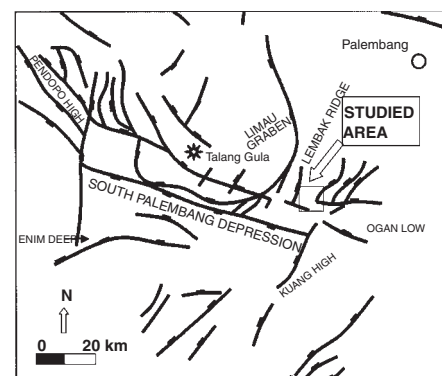 Palembang
PENDOPO HIGH
LIMAU
GRABEN
LEMBAK RIDGE
STUDIED
AREA
Talang Gula
SOUTH PALEMBANG DEPRESSION
ENIM DEEP
OGAN LOW
KUANG HIGH
N
0 20 km